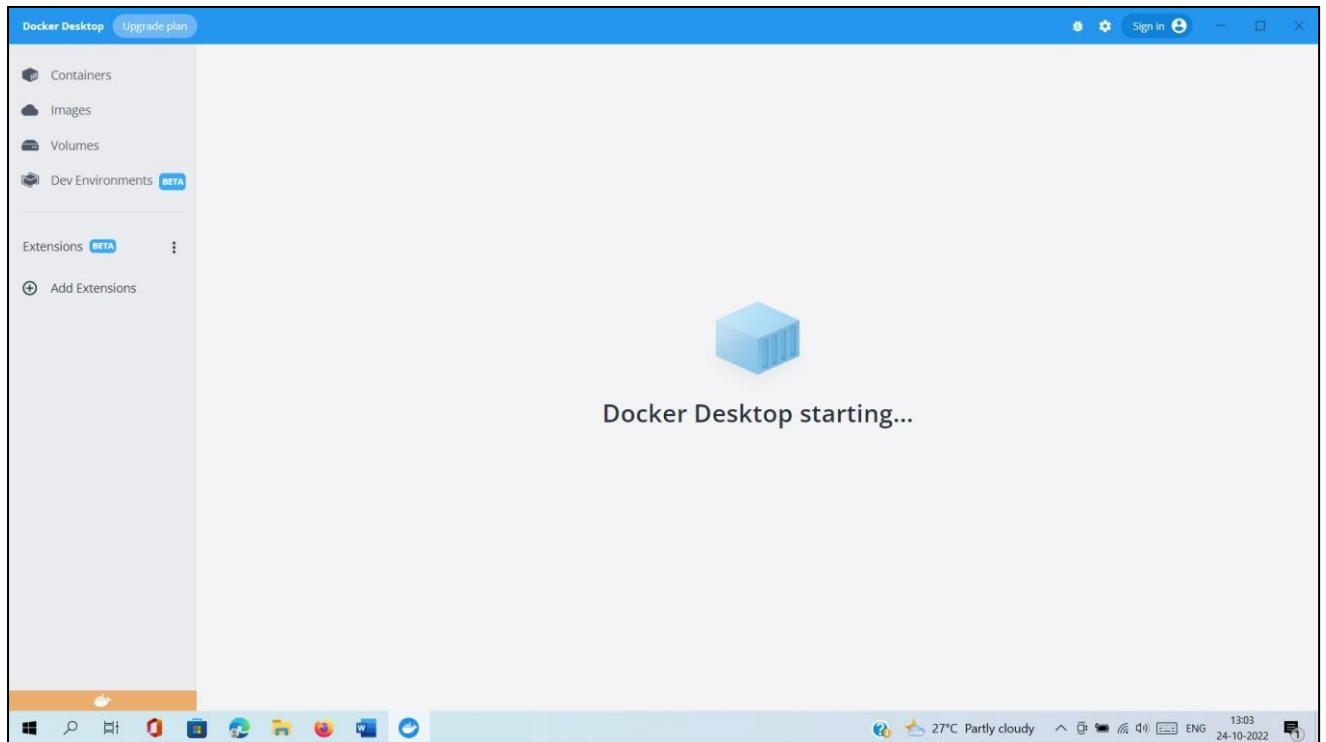 Docker Desktop Upgrade plan Sign in
Containers
Images
Volumes
Dev Environments BETA
Extensions BETA
Add Extensions
Docker Desktop starting...
27°C Partly cloudy ENG 13:03
24-10-2022